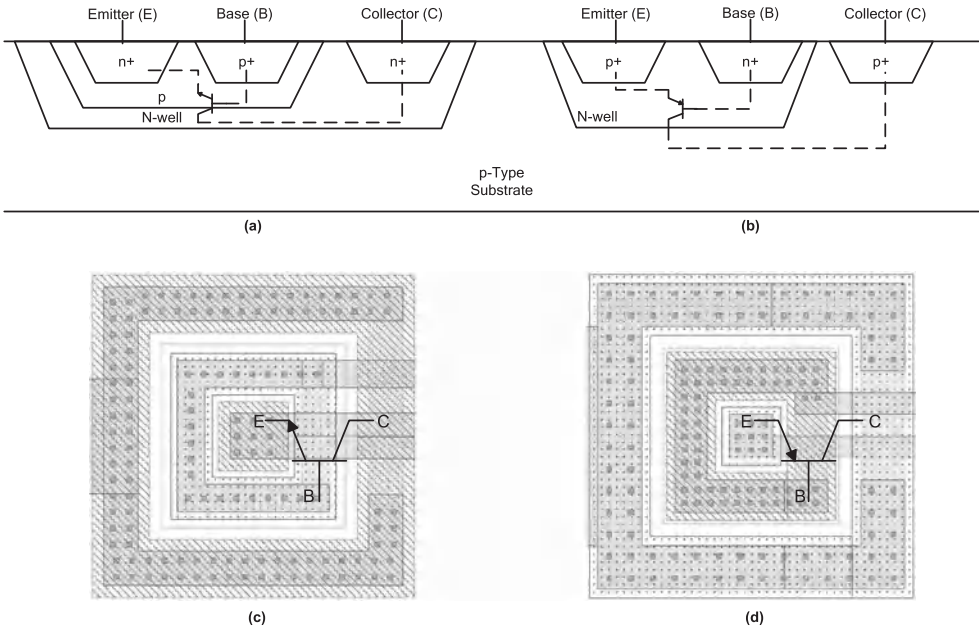 Emitter (E) Base (B) Collector (C) Emitter (E) Base (B) Collector (C)
n+ p+ n+ p+ n+ p+
p
N-well N-well
p-Type
Substrate
(a) (b)
E C E C
B B
(c) (d)